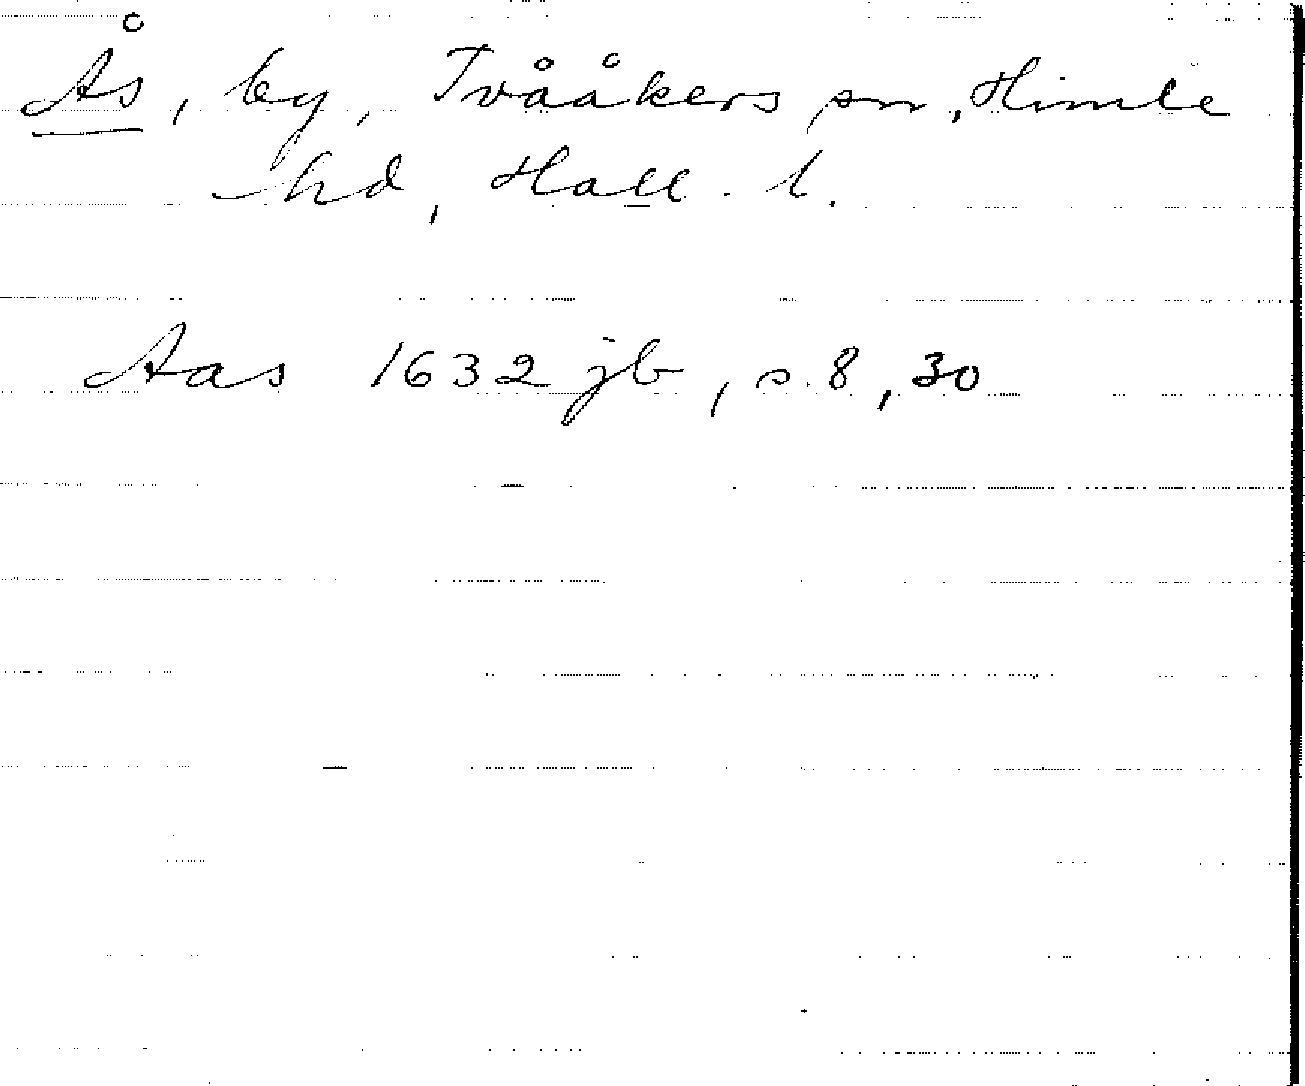 Ås, by, Tvååkers sn, Himle
hd, Hall. l.
Aas 1632 jb, s. 8, 30